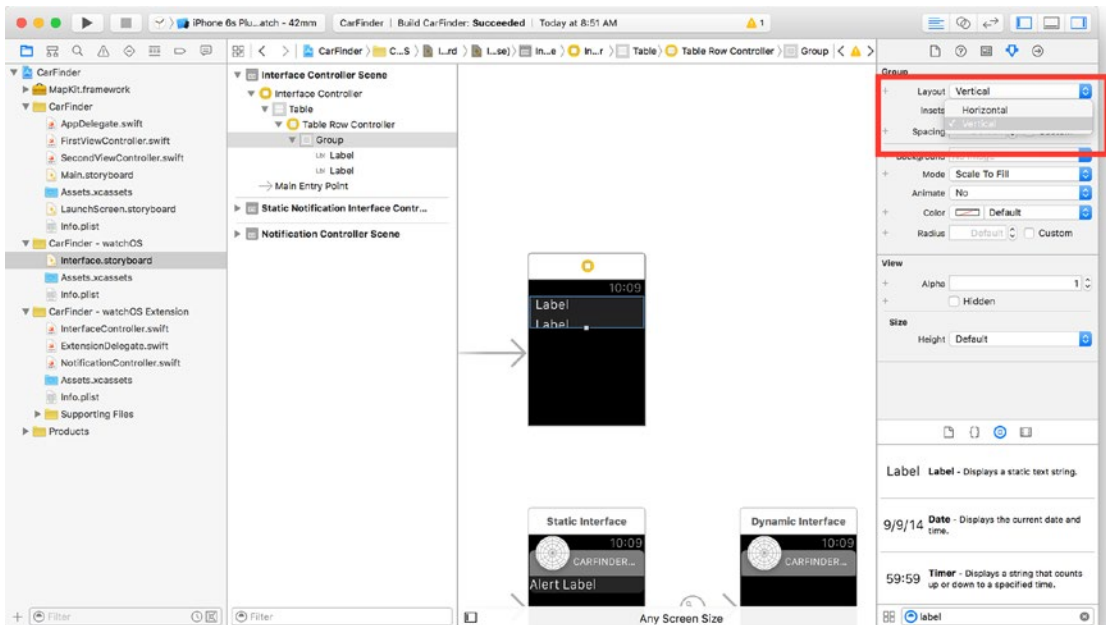 iPhone 6s Plu...atch - 42mm
CarFinder | Build CarFinder: Succeeded | Today at 8:51 AM
1
CarFinder
C...S
I...rd
I...se)
In...e
In...r
Table
Table Row Controller
Group
CarFinder
MapKit.framework
CarFinder
AppDelegate.swift
FirstViewController.swift
SecondViewController.swift
Main.storyboard
Assets.xcassets
LaunchScreen.storyboard
Info.plist
CarFinder - watchOS
Interface.storyboard
Assets.xcassets
Info.plist
CarFinder - watchOS Extension
InterfaceController.swift
ExtensionDelegate.swift
NotificationController.swift
Assets.xcassets
Info.plist
Supporting Files
Products
Filter
Interface Controller Scene
Interface Controller
Table
Table Row Controller
Group
Label
Label
Main Entry Point
Static Notification Interface Contr...
Notification Controller Scene
Filter
10:09
Label
Label
Static Interface
10:09
CARFINDER...
Alert Label
Dynamic Interface
10:09
CARFINDER...
Any Screen Size
Group
Layout Vertical
Insets
Horizontal
Vertical
Spacing
Background
Mode Scale To Fill
Animate No
Color Default
Radius Default Custom
View
Alpha 1
Hidden
Size
Height Default
Label Label - Displays a static text string.
9/9/14 Date - Displays the current date and
time.
59:59 Timer - Displays a string that counts
up or down to a specified time.
label